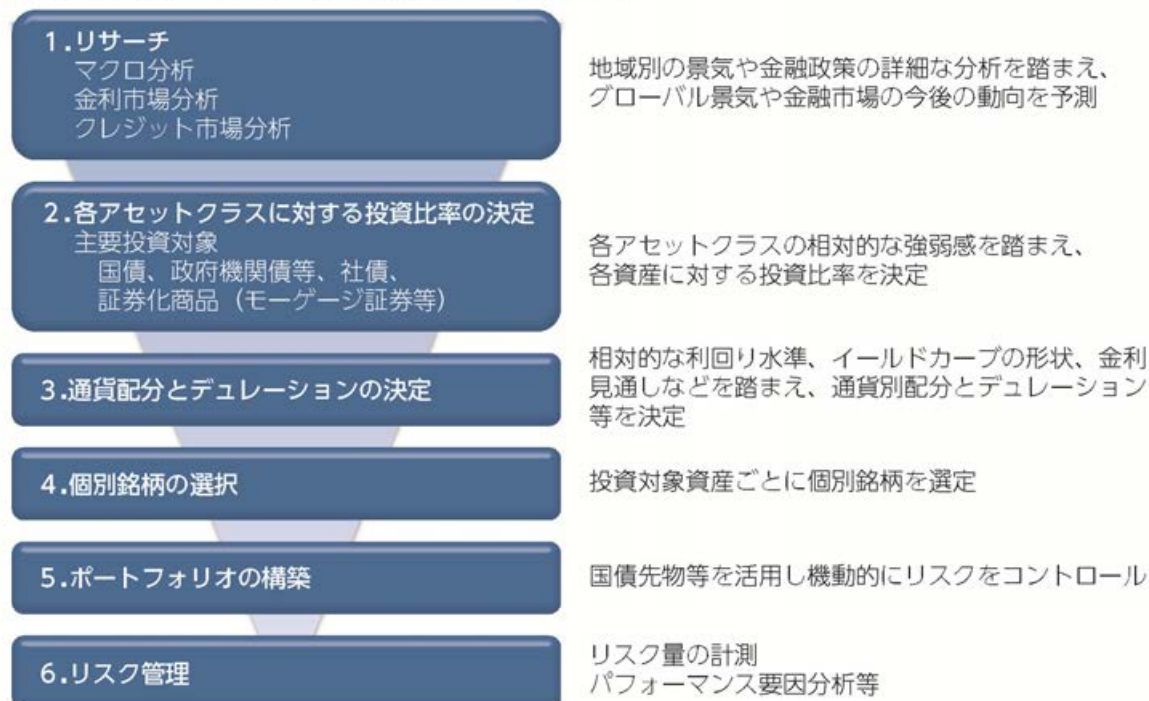 1.リサーチ
マクロ分析
金利市場分析
クレジット市場分析
地域別の景気や金融政策の詳細な分析を踏まえ、
グローバル景気や金融市場の今後の動向を予測
2.各アセットクラスに対する投資比率の決定
主要投資対象
国債、政府機関債等、社債、
証券化商品（モーゲージ証券等）
各アセットクラスの相対的な強弱感を踏まえ、
各資産に対する投資比率を決定
3.通貨配分とデュレーションの決定
相対的な利回り水準、イールドカーブの形状、金利
見通しなどを踏まえ、通貨別配分とデュレーション
等を決定
4.個別銘柄の選択
投資対象資産ごとに個別銘柄を選定
5.ポートフォリオの構築
国債先物等を活用し機動的にリスクをコントロール
6.リスク管理
リスク量の計測
パフォーマンス要因分析等